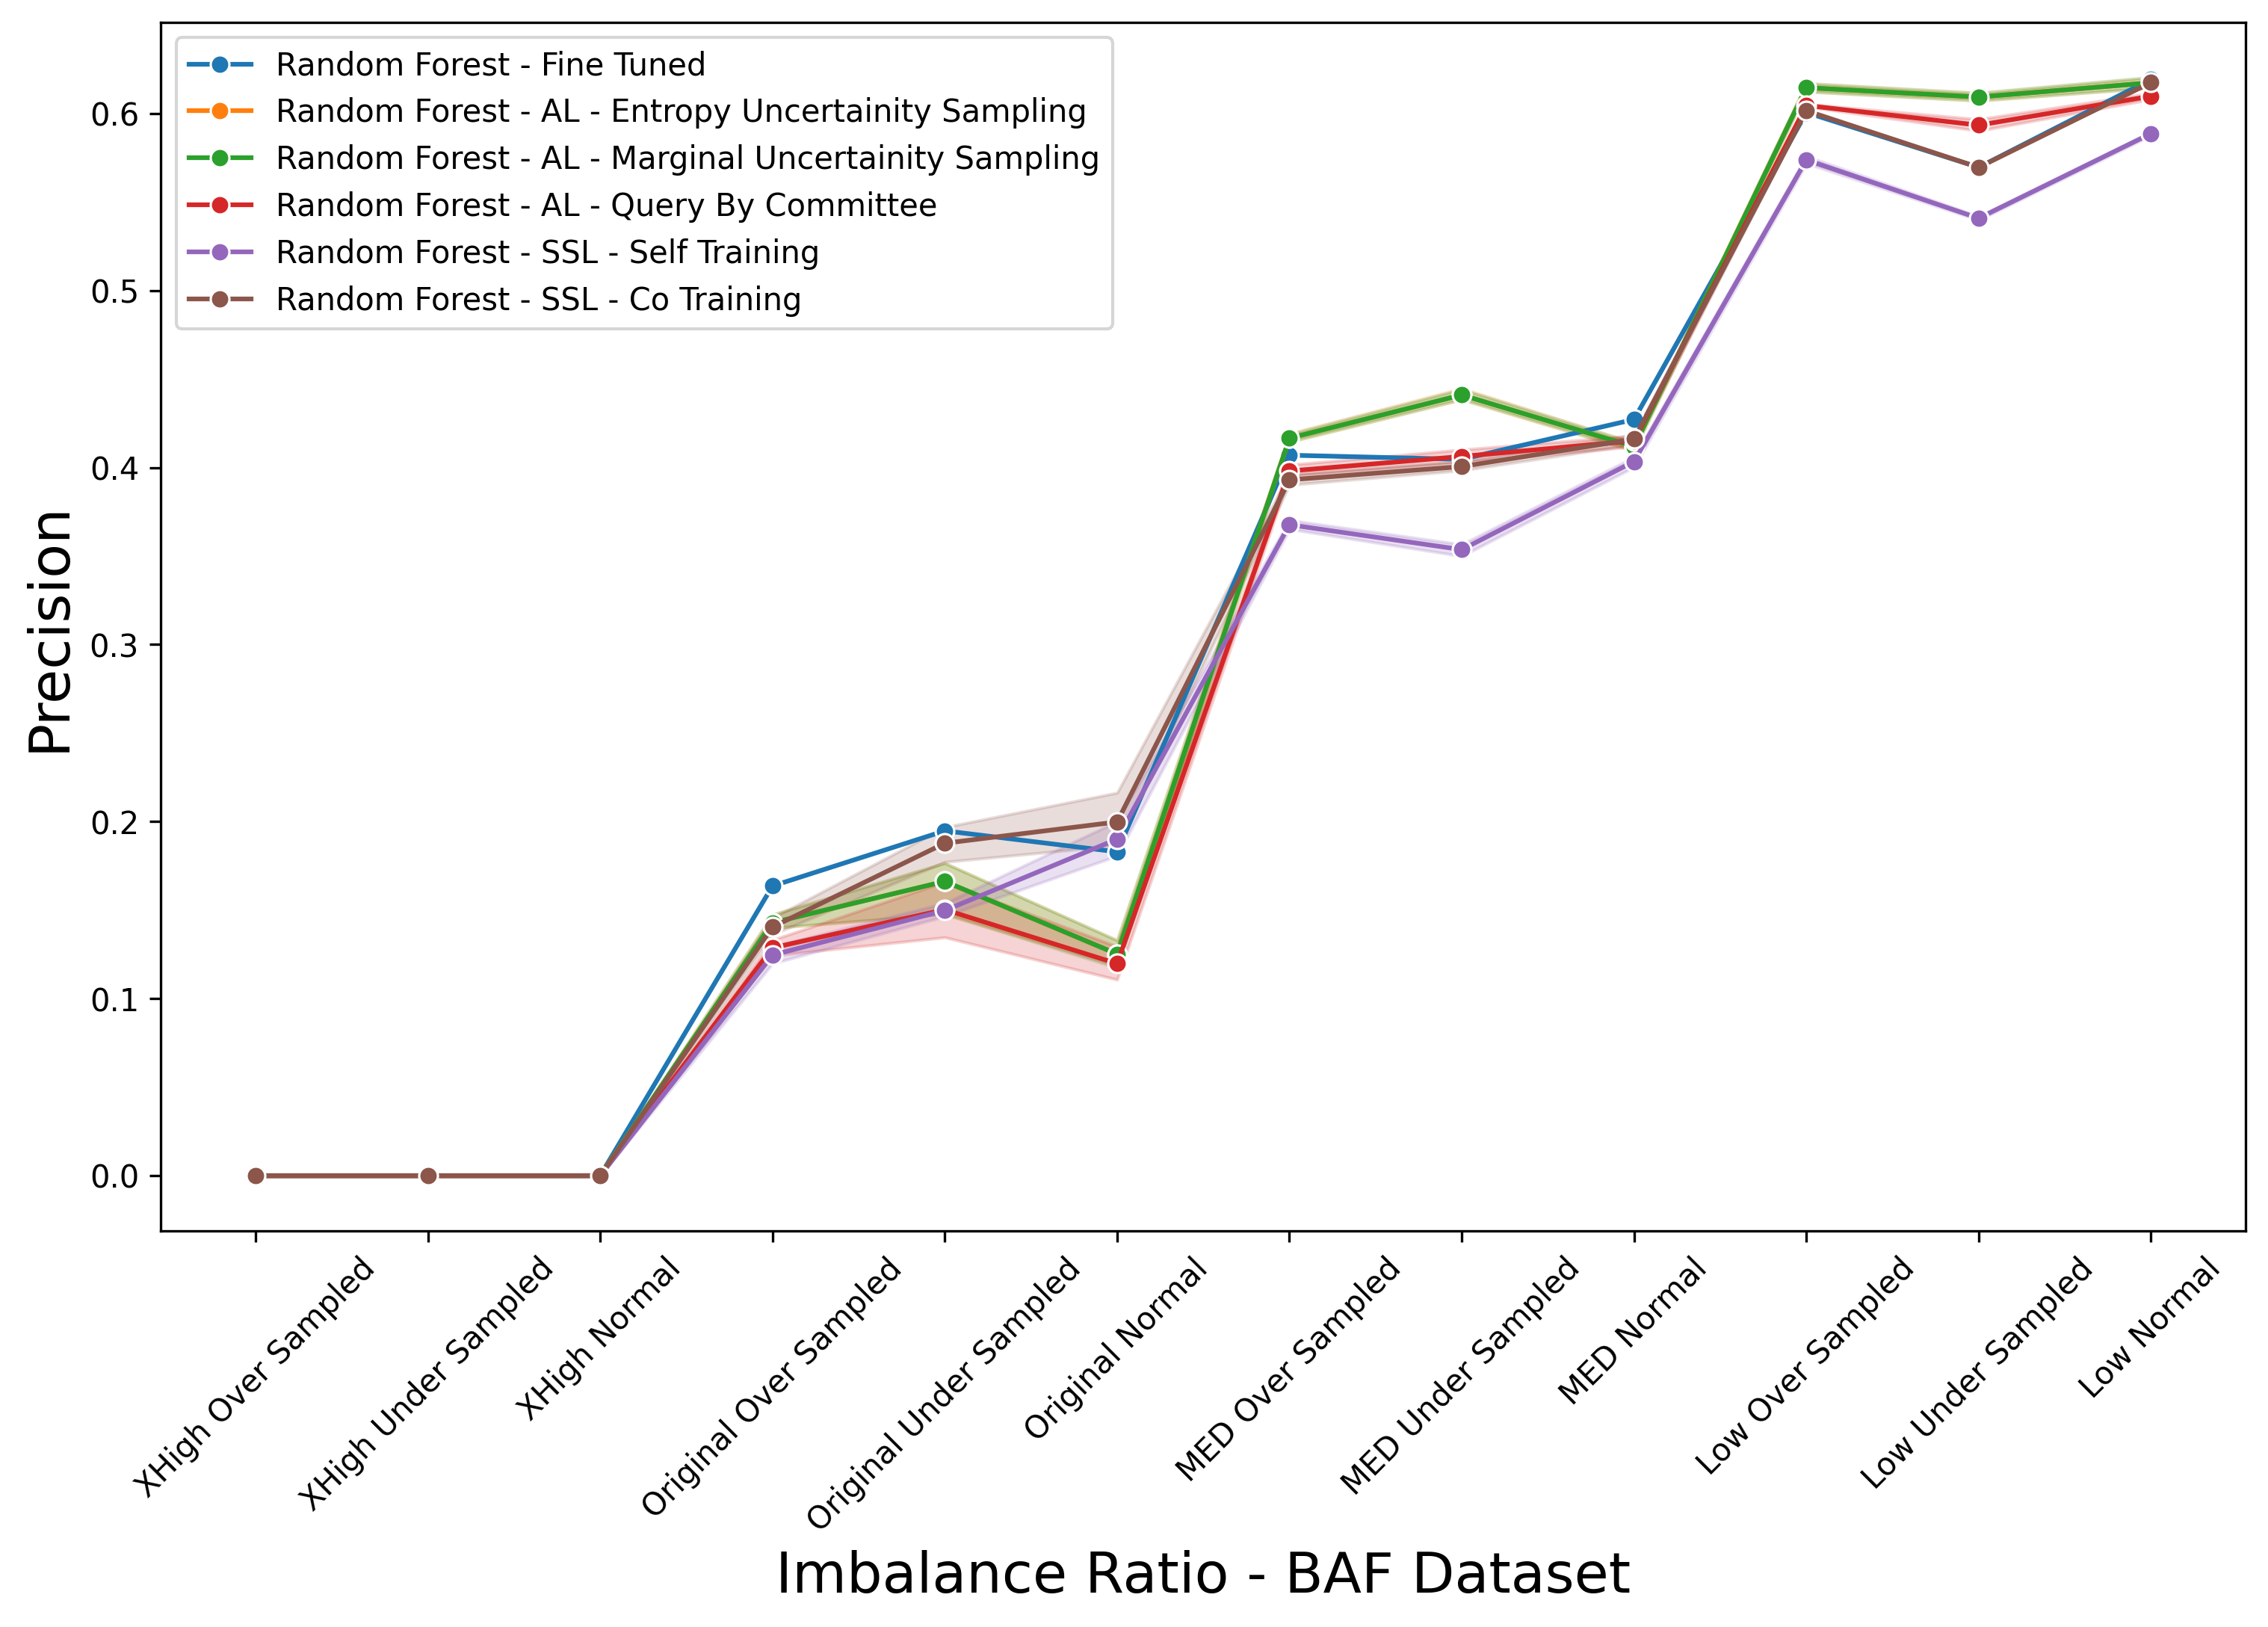 Random Forest - Fine Tuned
Random Forest - AL - Entropy Uncertainity Sampling
Random Forest - AL - Marginal Uncertainity Sampling
Random Forest - AL - Query By Committee
Random Forest - SSL - Self Training
Random Forest - SSL - Co Training
Precision
0.6
0.5
0.4
0.3
0.2
0.1
0.0
XHigh Over Sampled
XHigh Under Sampled
XHigh Normal
Original Over Sampled
Original Under Sampled
Original Normal
MED Over Sampled
MED Under Sampled
MED Normal
Low Over Sampled
Low Under Sampled
Low Normal
Imbalance Ratio - BAF Dataset